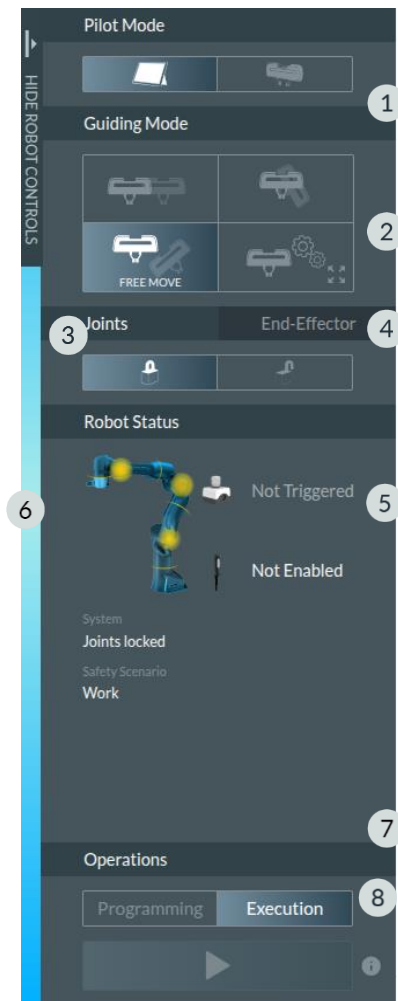 Pilot Mode
HIDE ROBOT CONTROLS
1
Guiding Mode
2
FREE MOVE
3
Joints
End-Effector
4
Robot Status
5
Not Triggered
6
Not Enabled
System
Joints locked
Safety Scenario
Work
7
Operations
Programming
Execution
8
i